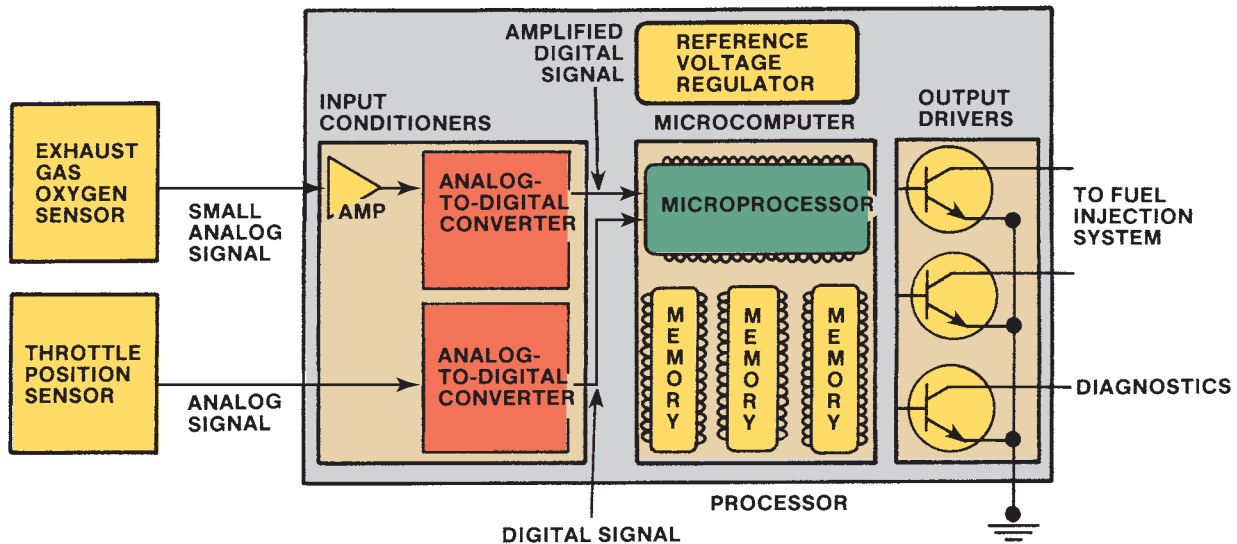 AMPLIFIED
DIGITAL
SIGNAL
REFERENCE
VOLTAGE
REGULATOR
INPUT
CONDITIONERS
MICROCOMPUTER
OUTPUT
DRIVERS
EXHAUST
GAS
OXYGEN
SENSOR
SMALL
ANALOG
SIGNAL
AMP
ANALOG-
TO-DIGITAL
CONVERTER
MICROPROCESSOR
TO FUEL
INJECTION
SYSTEM
THROTTLE
POSITION
SENSOR
ANALOG
SIGNAL
ANALOG-
TO-DIGITAL
CONVERTER
MEMORY
MEMORY
MEMORY
DIAGNOSTICS
PROCESSOR
DIGITAL SIGNAL